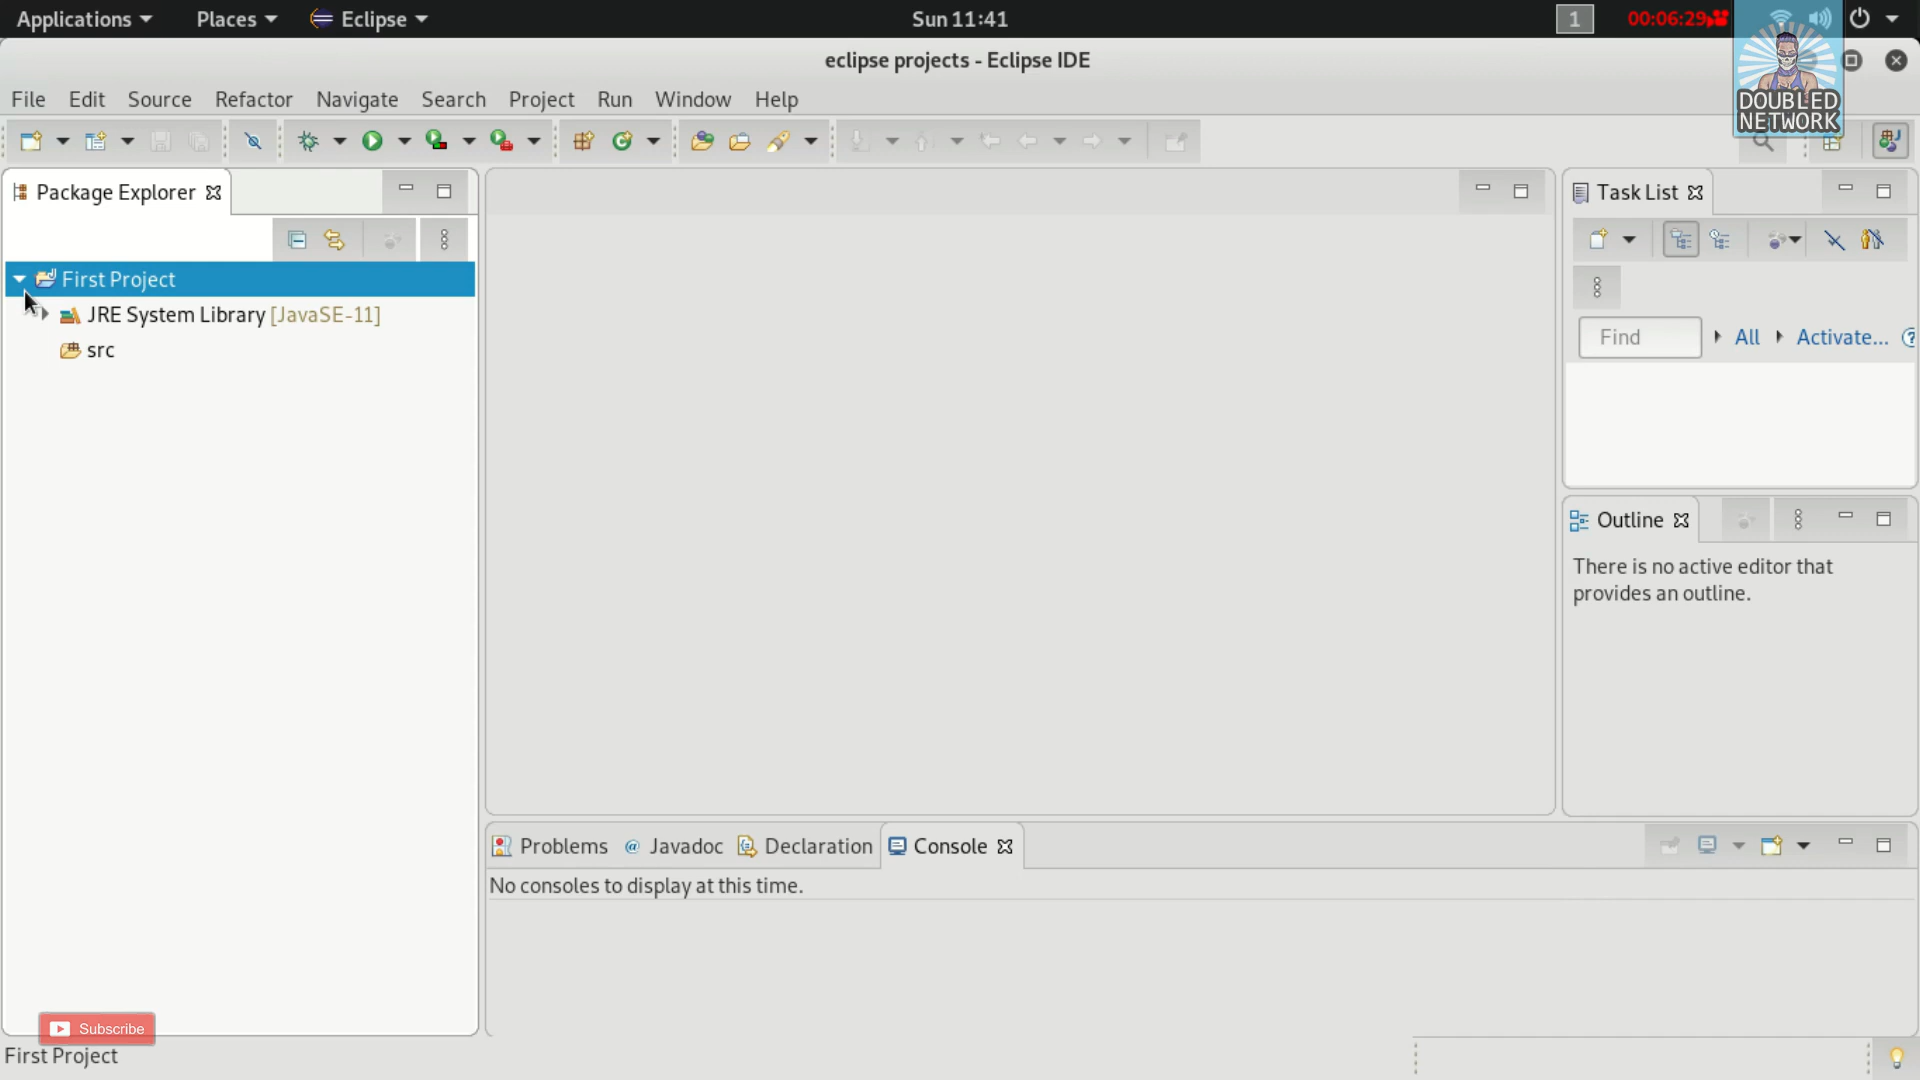 Applications Places Eclipse Sun 11:41 1 00:06:29
eclipse projects - Eclipse IDE
DOUBLED
NETWORK
File Edit Source Refactor Navigate Search Project Run Window Help
Package Explorer
Task List
First Project
JRE System Library [JavaSE-11]
src
Find All Activate...
Outline
There is no active editor that
provides an outline.
Problems @ Javadoc Declaration Console
No consoles to display at this time.
Subscribe
First Project